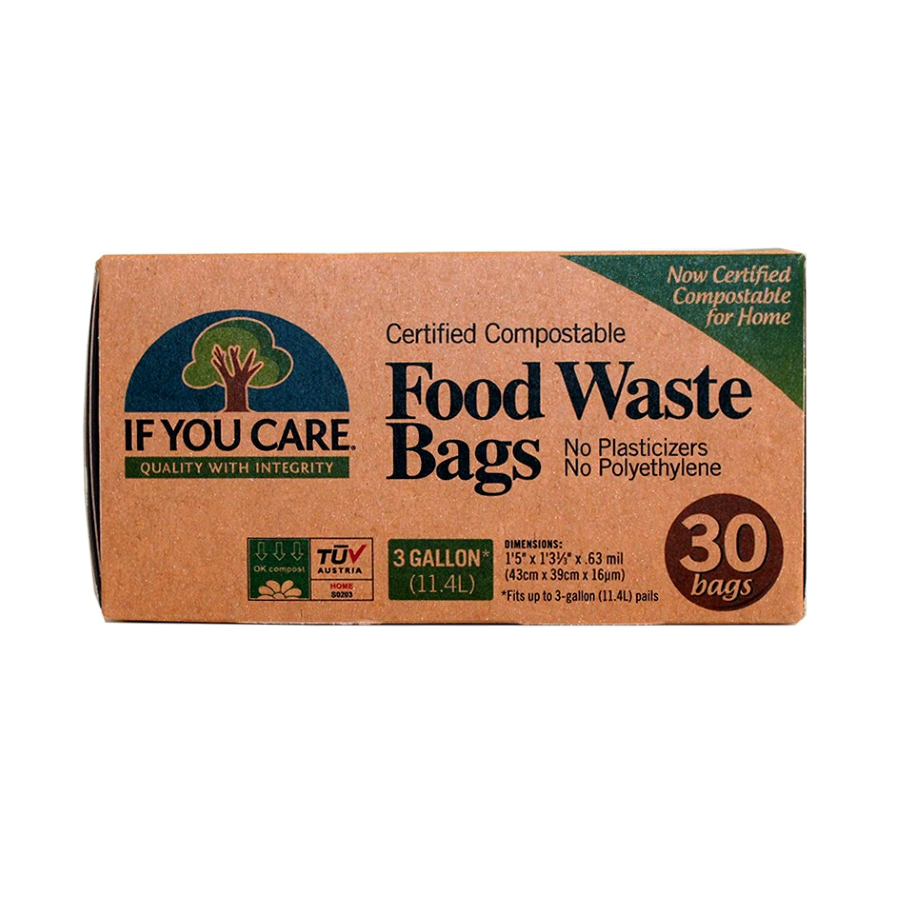 Now Certified
Compostable
for Home
IF YOU CARE®
QUALITY WITH INTEGRITY
Certified Compostable
Food Waste
Bags
No Plasticizers
No Polyethylene
OK compost
TÜV
AUSTRIA
HOME
S0203
3 GALLON*
(11.4L)
DIMENSIONS:
1'5" x 1'3⅓" x .63 mil
(43cm x 39cm x 16µm)
*Fits up to 3-gallon (11.4L) pails
30
bags